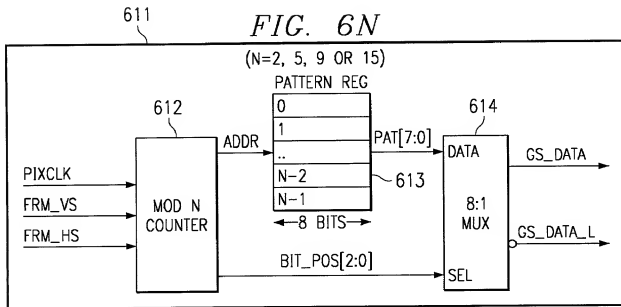 611
FIG. 6N
(N=2, 5, 9 OR 15)
PATTERN REG
612
0
614
1
ADDR
PAT[7:0]
..
DATA
GS_DATA
PIXCLK
N-2
613
MOD N
COUNTER
8:1
MUX
FRM_VS
N-1
FRM_HS
8 BITS
GS_DATA_L
BIT_POS[2:0]
SEL